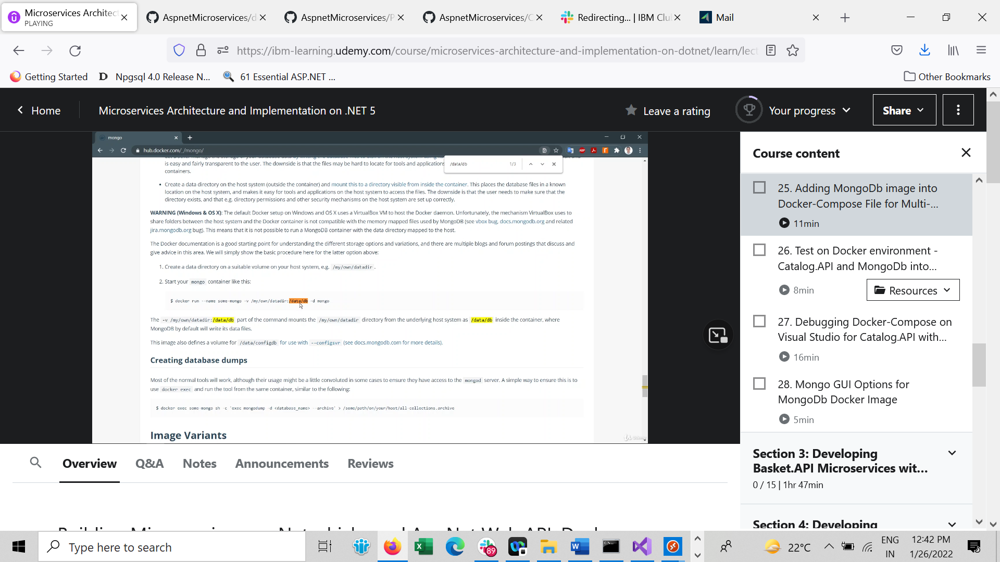 Microservices Architect
PLAYING
AspnetMicroservices/d
AspnetMicroservices/P
AspnetMicroservices/C
Redirecting... | IBM Clu
Mail
https://ibm-learning.udemy.com/course/microservices-architecture-and-implementation-on-dotnet/learn/lect
Getting Started
Npgsql 4.0 Release N...
61 Essential ASP.NET ...
Other Bookmarks
Home
Microservices Architecture and Implementation on .NET 5
Leave a rating
Your progress
Share
mongo
hub.docker.com/_/mongo/
/data/db
1/3
is easy and fairly transparent to the user. The downside is that the files may be hard to locate for tools and applications
containers.
• Create a data directory on the host system (outside the container) and mount this to a directory visible from inside the container. This places the database files in a known
location on the host system, and makes it easy for tools and applications on the host system to access the files. The downside is that the user needs to make sure that the
directory exists, and that e.g. directory permissions and other security mechanisms on the host system are set up correctly.
WARNING (Windows & OS X): The default Docker setup on Windows and OS X uses a VirtualBox VM to host the Docker daemon. Unfortunately, the mechanism VirtualBox uses to
share folders between the host system and the Docker container is not compatible with the memory mapped files used by MongoDB (see vbox bug, docs.mongodb.org and related
jira.mongodb.org bug). This means that it is not possible to run a MongoDB container with the data directory mapped to the host.
The Docker documentation is a good starting point for understanding the different storage options and variations, and there are multiple blogs and forum postings that discuss and
give advice in this area. We will simply show the basic procedure here for the latter option above:
1. Create a data directory on a suitable volume on your host system, e.g. /my/own/datadir .
2. Start your mongo container like this:
$ docker run --name some-mongo -v /my/own/datadir:/data/db -d mongo
The -v /my/own/datadir:/data/db part of the command mounts the /my/own/datadir directory from the underlying host system as /data/db inside the container, where
MongoDB by default will write its data files.
This image also defines a volume for /data/configdb for use with --configsvr (see docs.mongodb.com for more details).
Creating database dumps
Most of the normal tools will work, although their usage might be a little convoluted in some cases to ensure they have access to the mongod server. A simple way to ensure this is to
use docker exec and run the tool from the same container, similar to the following:
$ docker exec some-mongo sh -c 'exec mongodump -d <database_name> --archive' > /some/path/on/your/host/all-collections.archive
Image Variants
Udemy
Course content
25. Adding MongoDb image into
Docker-Compose File for Multi-...
11min
26. Test on Docker environment -
Catalog.API and MongoDb into...
8min
Resources
27. Debugging Docker-Compose on
Visual Studio for Catalog.API with...
16min
28. Mongo GUI Options for
MongoDb Docker Image
5min
Section 3: Developing
Basket.API Microservices wit...
0 / 15 | 1hr 47min
Section 4: Developing
Overview
Q&A
Notes
Announcements
Reviews
Type here to search
89
22°C
ENG
IN
12:42 PM
1/26/2022